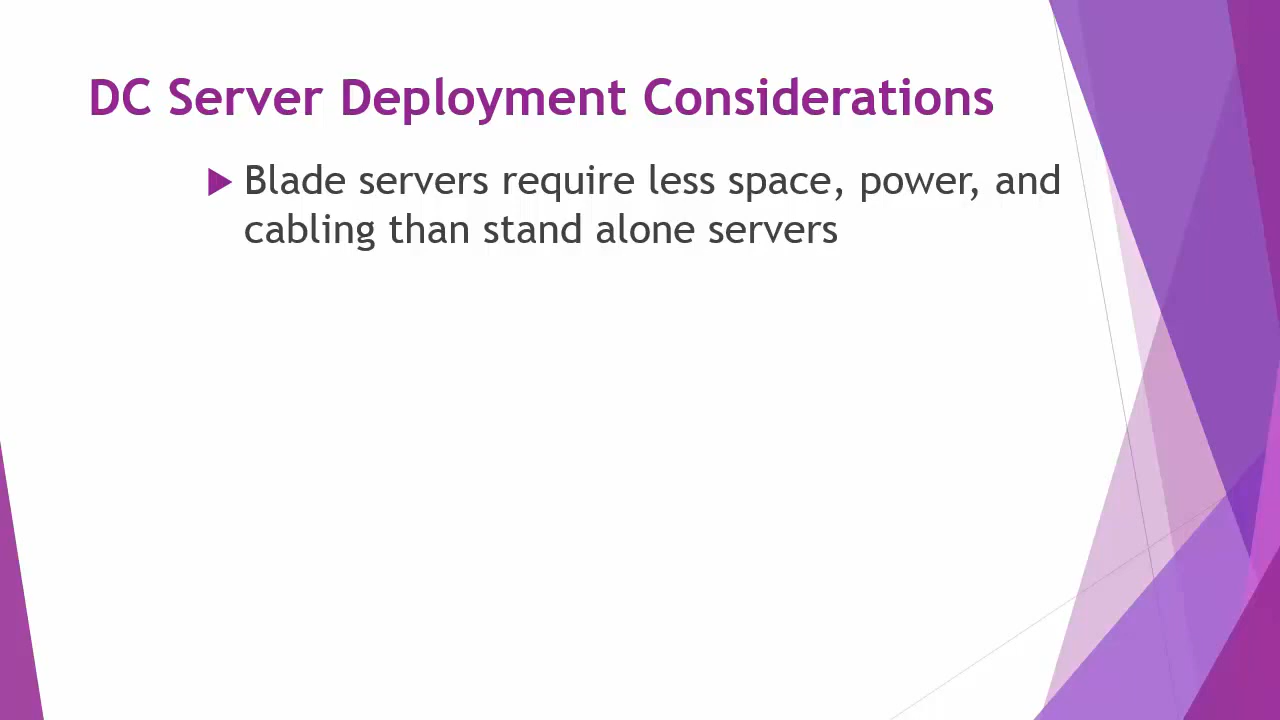 DC Server Deployment Considerations
Blade servers require less space, power, and
cabling than stand alone servers